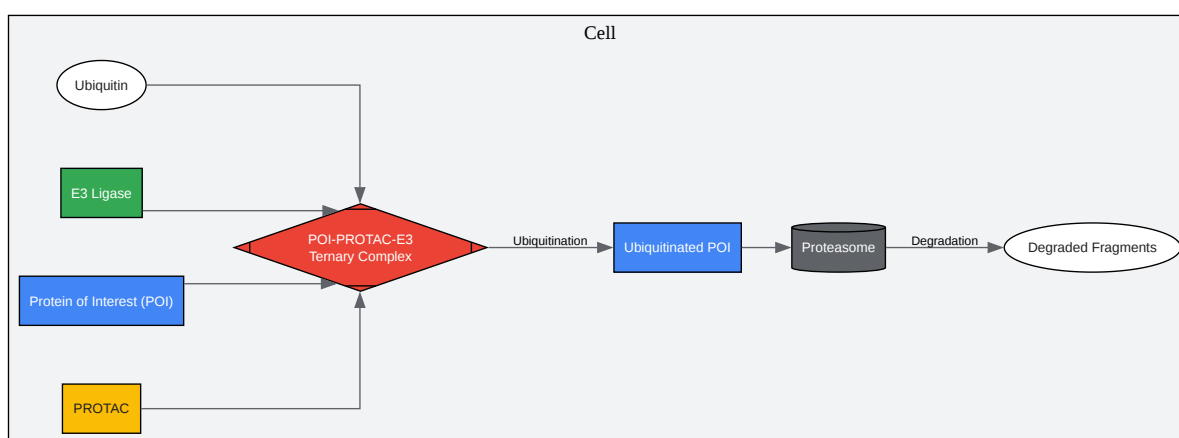 Cell
Ubiquitin
E3 Ligase
Protein of Interest (POI)
PROTAC
POI-PROTAC-E3
Ternary Complex
Ubiquitination
Ubiquitinated POI
Proteasome
Degradation
Degraded Fragments